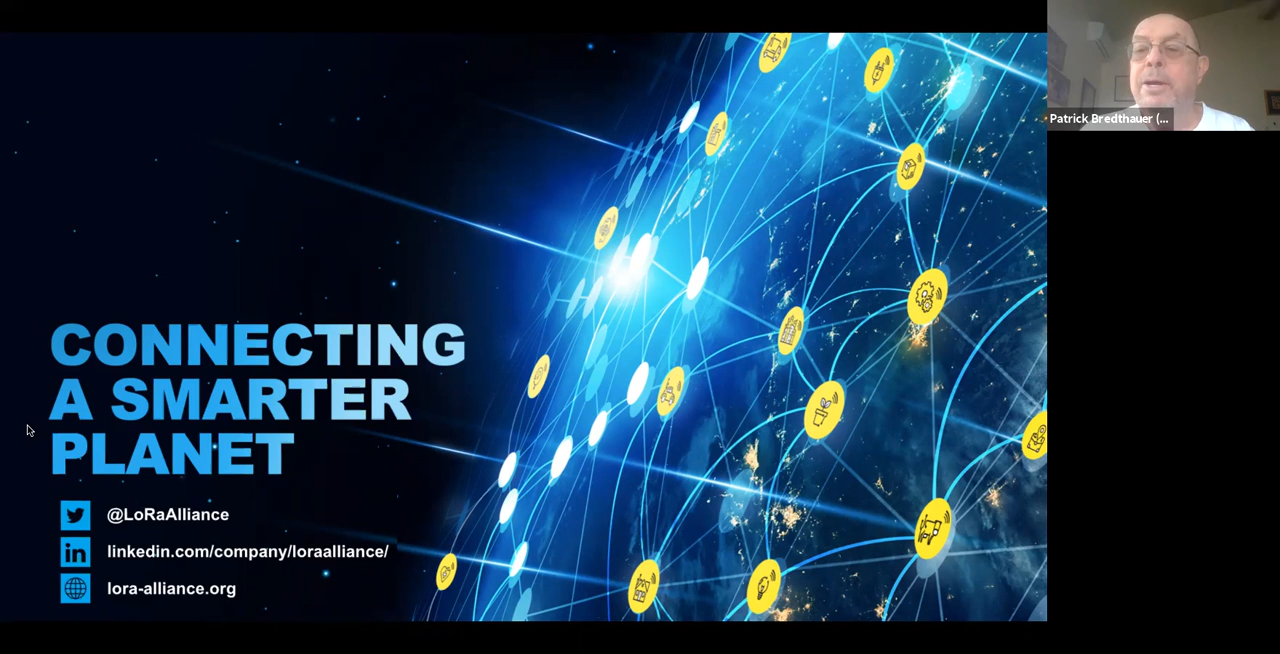 CONNECTING
A SMARTER
PLANET
@LoRaAlliance
linkedin.com/company/loraalliance/
lora-alliance.org
Patrick Bredthauer (...